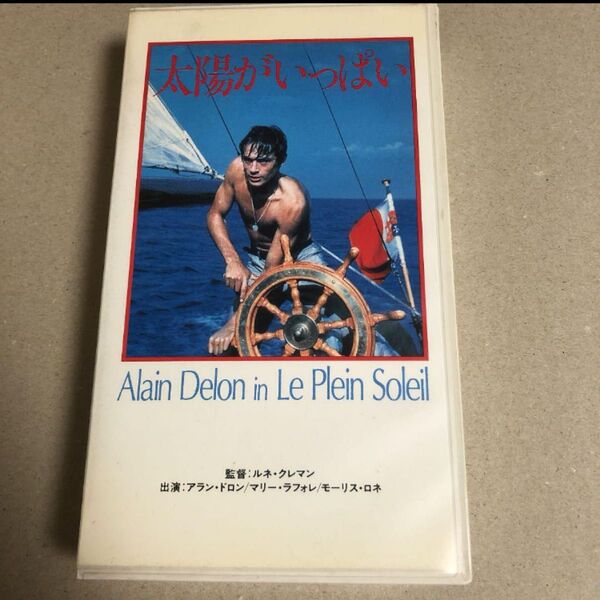 太陽がいっぱい
Alain Delon in Le Plein Soleil
監督:ルネ・クレマン
出演:アラン・ドロン/マリー・ラフォレ/モーリス・ロネ